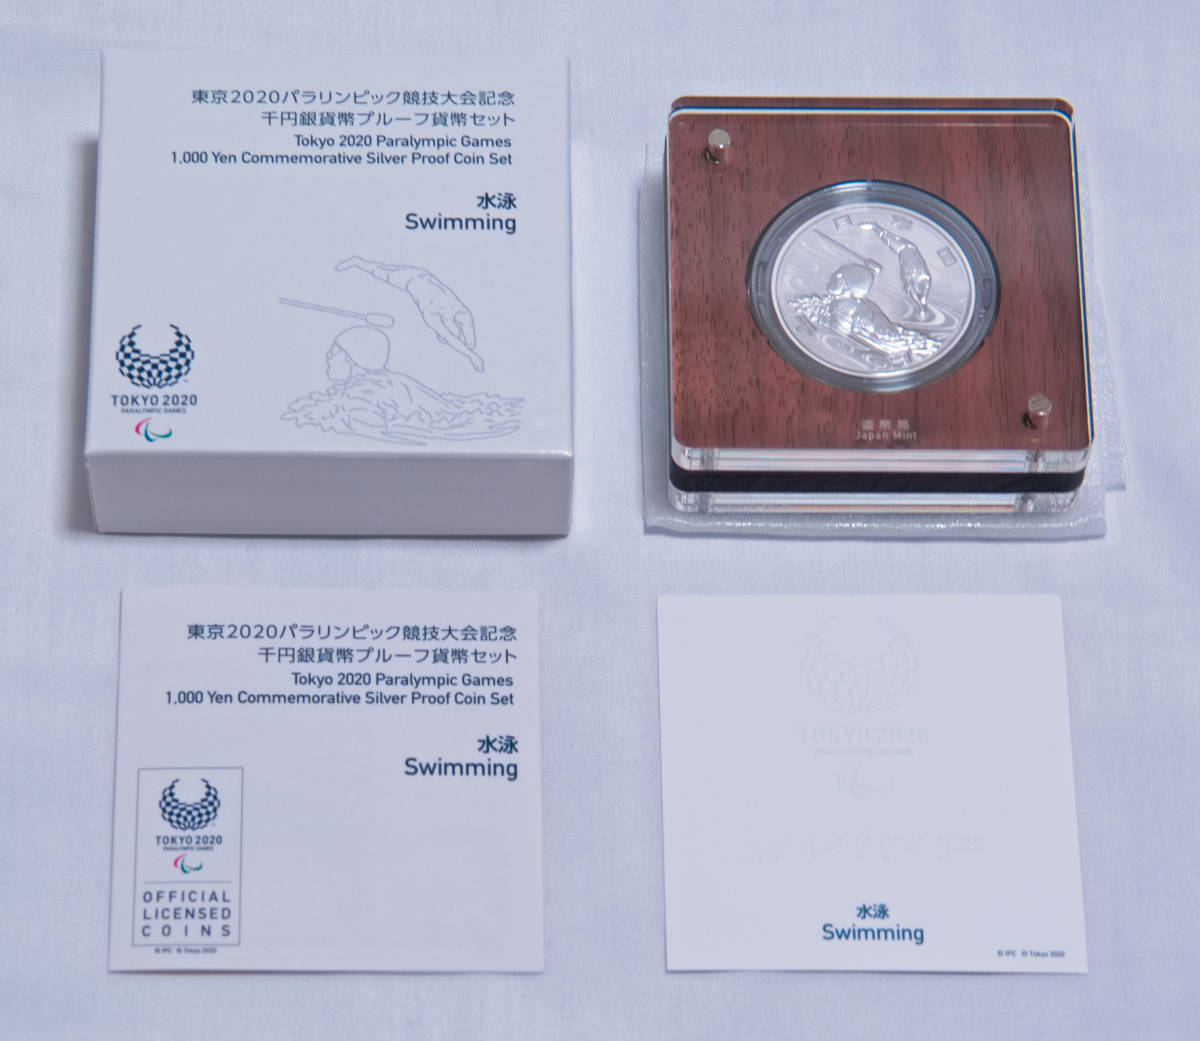 東京2020パラリンピック競技大会記念
千円銀貨幣プルーフ貨幣セット
Tokyo 2020 Paralympic Games
1,000 Yen Commemorative Silver Proof Coin Set
水泳
Swimming
TOKYO 2020
PARALYMPIC GAMES
日本国
造幣局
Japan Mint
東京2020パラリンピック競技大会記念
千円銀貨幣プルーフ貨幣セット
Tokyo 2020 Paralympic Games
1,000 Yen Commemorative Silver Proof Coin Set
水泳
Swimming
TOKYO 2020
PARALYMPIC GAMES
OFFICIAL
LICENSED
COINS
© IPC © Tokyo 2020
TOKYO 2020
PARALYMPIC GAMES
水泳
Swimming
© IPC © Tokyo 2020